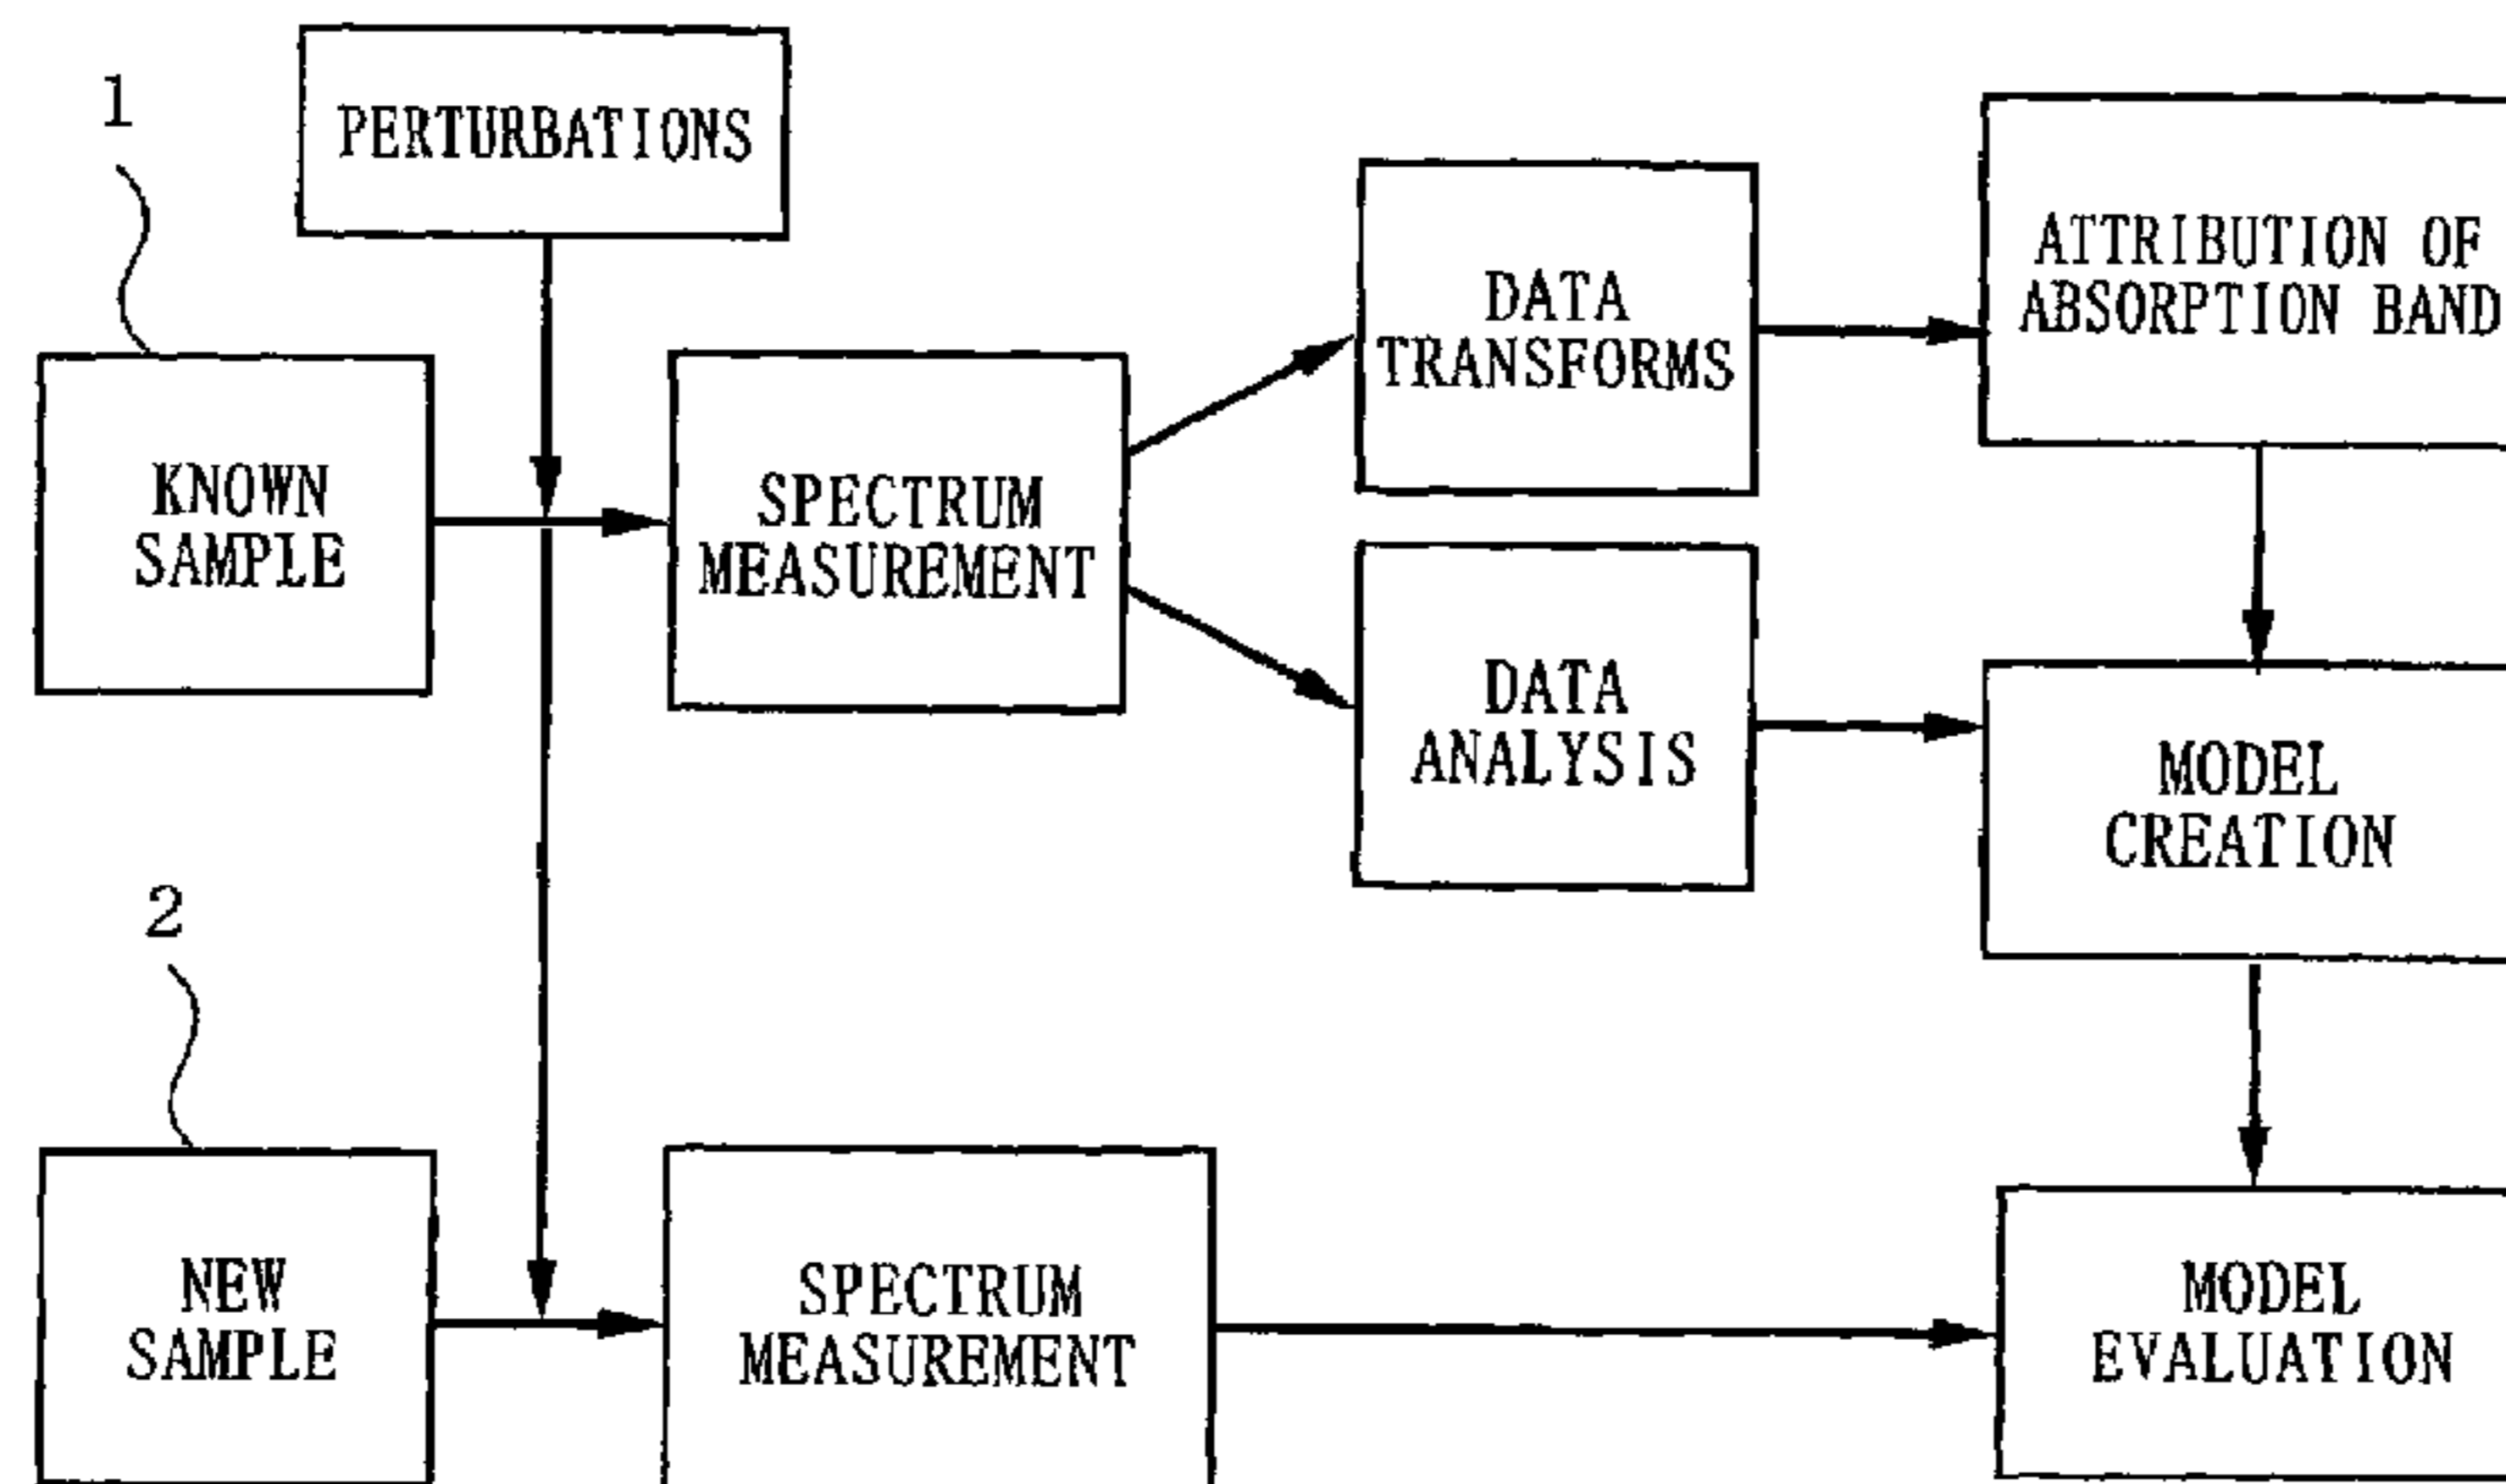 1
PERTURBATIONS
KNOWN
SAMPLE
SPECTRUM
MEASUREMENT
DATA
TRANSFORMS
ATTRIBUTION OF
ABSORPTION BAND
DATA
ANALYSIS
MODEL
CREATION
2
NEW
SAMPLE
SPECTRUM
MEASUREMENT
MODEL
EVALUATION